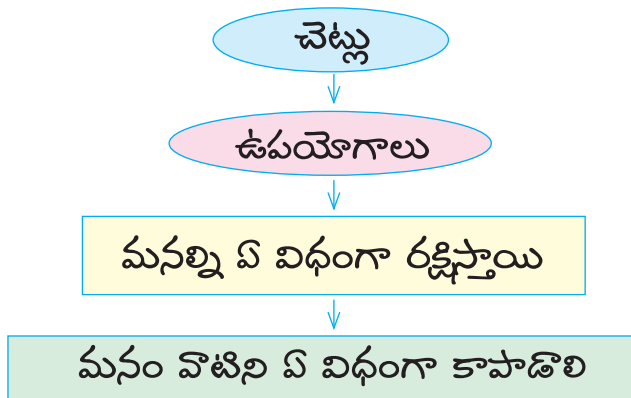 చెట్లు
ఉపయోగాలు
మనల్ని ఏ విధంగా రక్షిస్తాయి
మనం వాటిని ఏ విధంగా కాపాడాలి